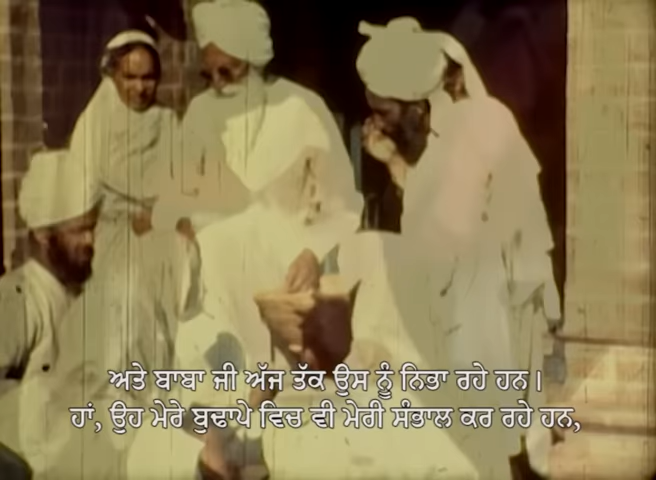 ਅਤੇ ਬਾਬਾ ਜੀ ਅੱਜ ਤੱਕ ਉਸ ਨੂੰ ਨਿਭਾ ਰਹੇ ਹਨ।
ਹਾਂ, ਉਹ ਮੇਰੇ ਬੁਢਾਪੇ ਵਿਚ ਵੀ ਮੇਰੀ ਸੰਭਾਲ ਕਰ ਰਹੇ ਹਨ,